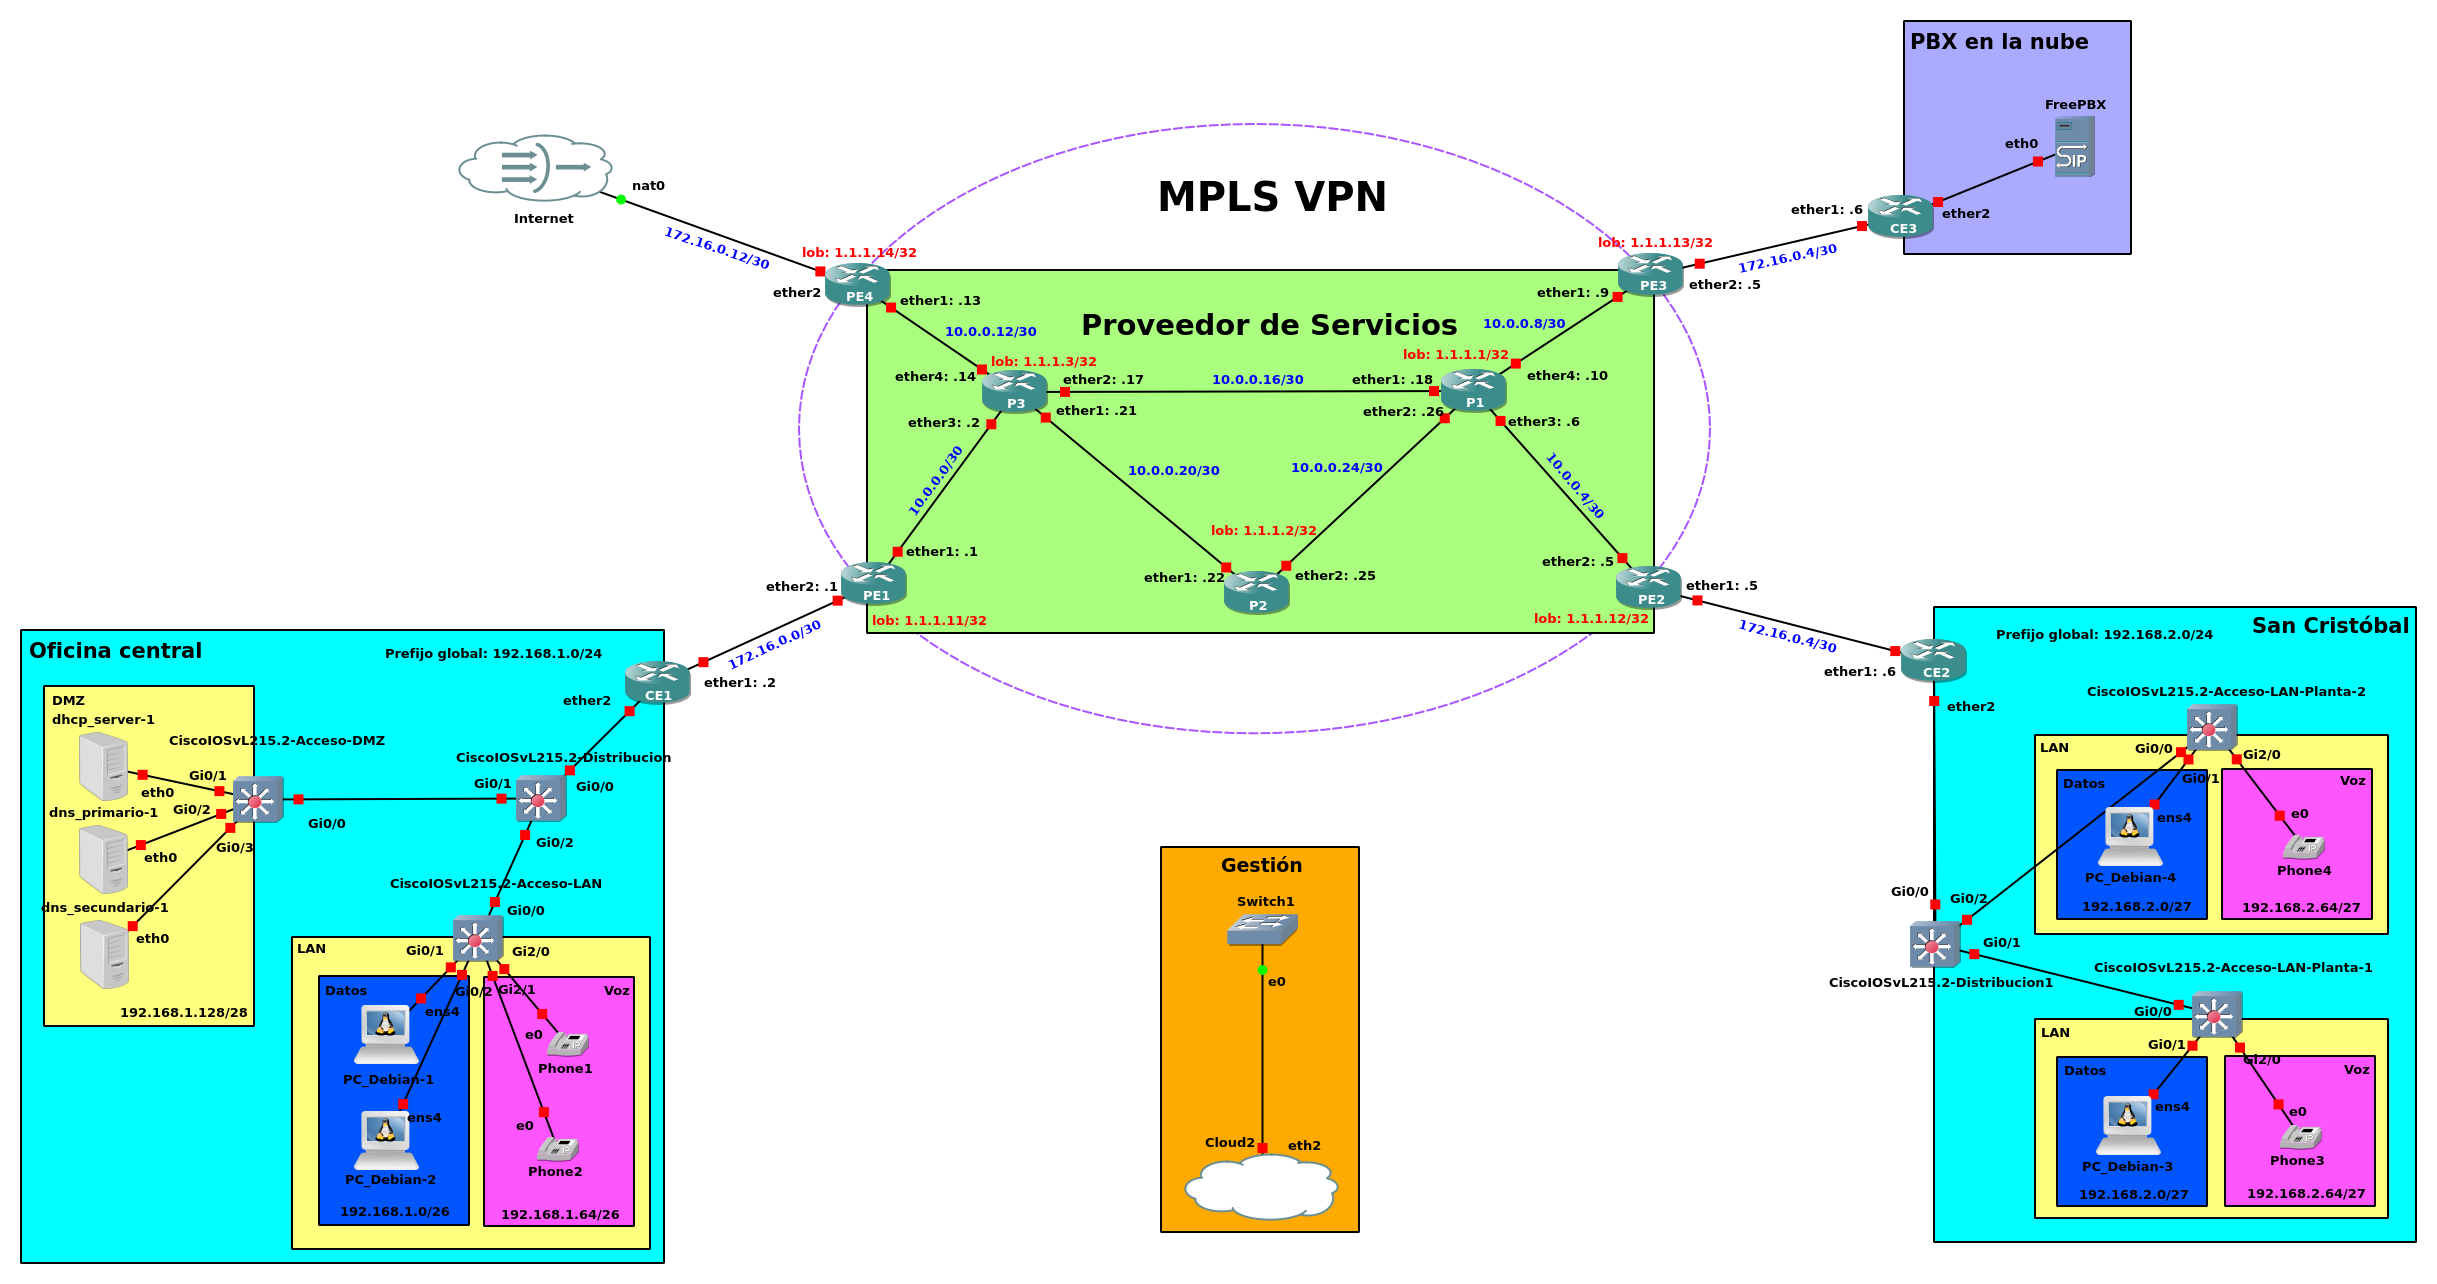 PBX en la nube
FreePBX
eth0
ether2
CE3
ether1: .6
172.16.0.4/30
ether2: .5
lob: 1.1.1.13/32
PE3
MPLS VPN
nat0
Internet
172.16.0.12/30
lob: 1.1.1.14/32
ether2
PE4
ether1: .13
10.0.0.12/30
Proveedor de Servicios
ether1: .9
10.0.0.8/30
lob: 1.1.1.3/32
ether4: .14
P3
ether2: .17
10.0.0.16/30
lob: 1.1.1.1/32
ether1: .18
ether4: .10
P1
ether3: .2
ether1: .21
ether2: .26
ether3: .6
10.0.0.0/30
10.0.0.20/30
10.0.0.24/30
10.0.0.4/30
lob: 1.1.1.2/32
ether1: .1
ether1: .22
ether2: .25
P2
ether2: .5
ether2: .1
PE1
lob: 1.1.1.11/32
172.16.0.0/30
ether1: .2
PE2
lob: 1.1.1.12/32
ether1: .5
172.16.0.4/30
ether1: .6
CE2
ether2
Oficina central
Prefijo global: 192.168.1.0/24
CE1
ether2
DMZ
dhcp_server-1
CiscoIOSvL215.2-Acceso-DMZ
Gi0/1
eth0
dns_primario-1
Gi0/2
Gi0/0
eth0
Gi0/3
dns_secundario-1
eth0
192.168.1.128/28
CiscoIOSvL215.2-Distribucion
Gi0/1
Gi0/0
Gi0/2
CiscoIOSvL215.2-Acceso-LAN
Gi0/0
LAN
Gi0/1
Gi2/0
Datos
Gi0/2
Gi2/1
Voz
ens4
e0
PC_Debian-1
Phone1
ens4
e0
PC_Debian-2
Phone2
192.168.1.0/26
192.168.1.64/26
Gestión
Switch1
e0
Cloud2
eth2
San Cristóbal
Prefijo global: 192.168.2.0/24
CiscoIOSvL215.2-Acceso-LAN-Planta-2
LAN
Gi0/0
Gi2/0
Datos
Gi0/1
Voz
ens4
e0
PC_Debian-4
Phone4
192.168.2.0/27
192.168.2.64/27
Gi0/0
Gi0/2
Gi0/1
CiscoIOSvL215.2-Distribucion1
CiscoIOSvL215.2-Acceso-LAN-Planta-1
Gi0/0
LAN
Gi0/1
Gi2/0
Datos
Voz
ens4
e0
PC_Debian-3
Phone3
192.168.2.0/27
192.168.2.64/27
SIP
IP
IP